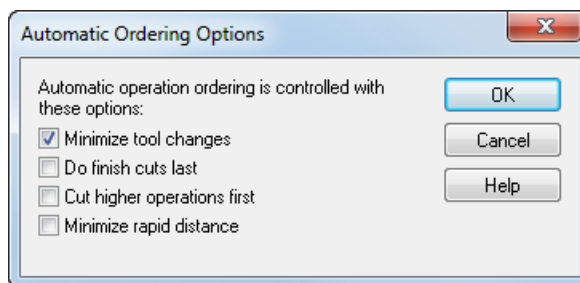 Automatic Ordering Options
Automatic operation ordering is controlled with
these options:
Minimize tool changes
Do finish cuts last
Cut higher operations first
Minimize rapid distance
OK
Cancel
Help